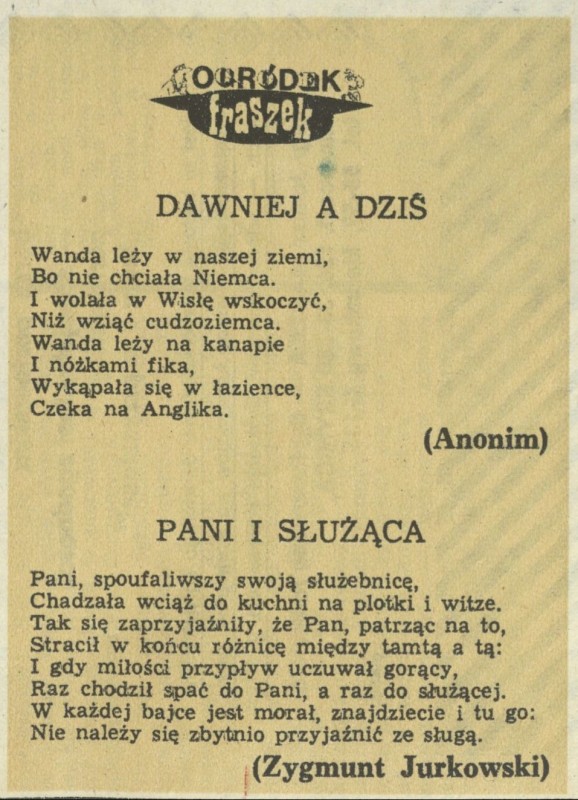 OGRÓDEK
fraszek
DAWNIEJ A DZIŚ
Wanda leży w naszej ziemi,
Bo nie chciała Niemca.
I wolała w Wisłę wskoczyć,
Niż wziąć cudzoziemca.
Wanda leży na kanapie
I nóżkami fika,
Wykąpała się w łazience,
Czeka na Anglika.
(Anonim)
PANI I SŁUŻĄCA
Pani, spoufaliwszy swoją służebnicę,
Chadzała wciąż do kuchni na plotki i witze.
Tak się zaprzyjaźniły, że Pan, patrząc na to,
Stracił w końcu różnicę między tamtą a tą:
I gdy miłości przypływ uczuwał gorący,
Raz chodził spać do Pani, a raz do służącej.
W każdej bajce jest morał, znajdziecie i tu go:
Nie należy się zbytnio przyjaźnić ze sługą.
(Zygmunt Jurkowski)